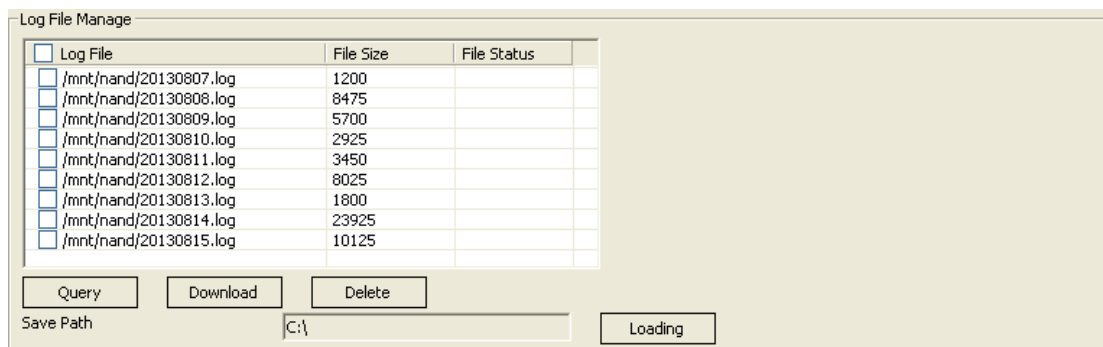 Log File Manage
Log File File Size File Status
/mnt/nand/20130807.log 1200
/mnt/nand/20130808.log 8475
/mnt/nand/20130809.log 5700
/mnt/nand/20130810.log 2925
/mnt/nand/20130811.log 3450
/mnt/nand/20130812.log 8025
/mnt/nand/20130813.log 1800
/mnt/nand/20130814.log 23925
/mnt/nand/20130815.log 10125
Query Download Delete
Save Path C:\ Loading